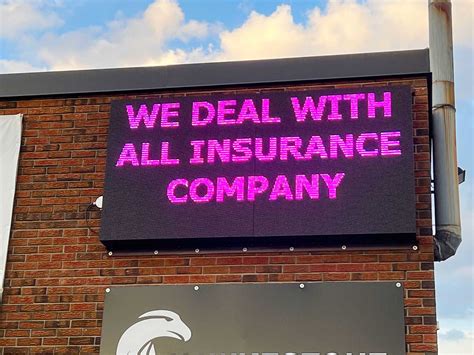 WE DEAL WITH
ALL INSURANCE
COMPANY